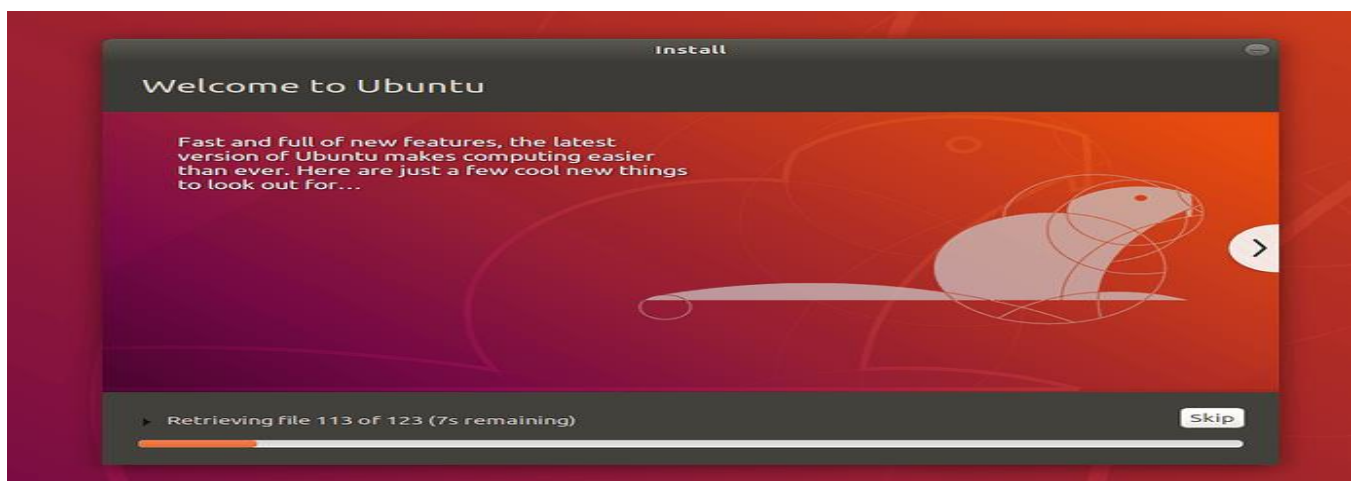 Install
Welcome to Ubuntu
Fast and full of new features, the latest
version of Ubuntu makes computing easier
than ever. Here are just a few cool new things
to look out for...
Retrieving file 113 of 123 (7s remaining)
Skip